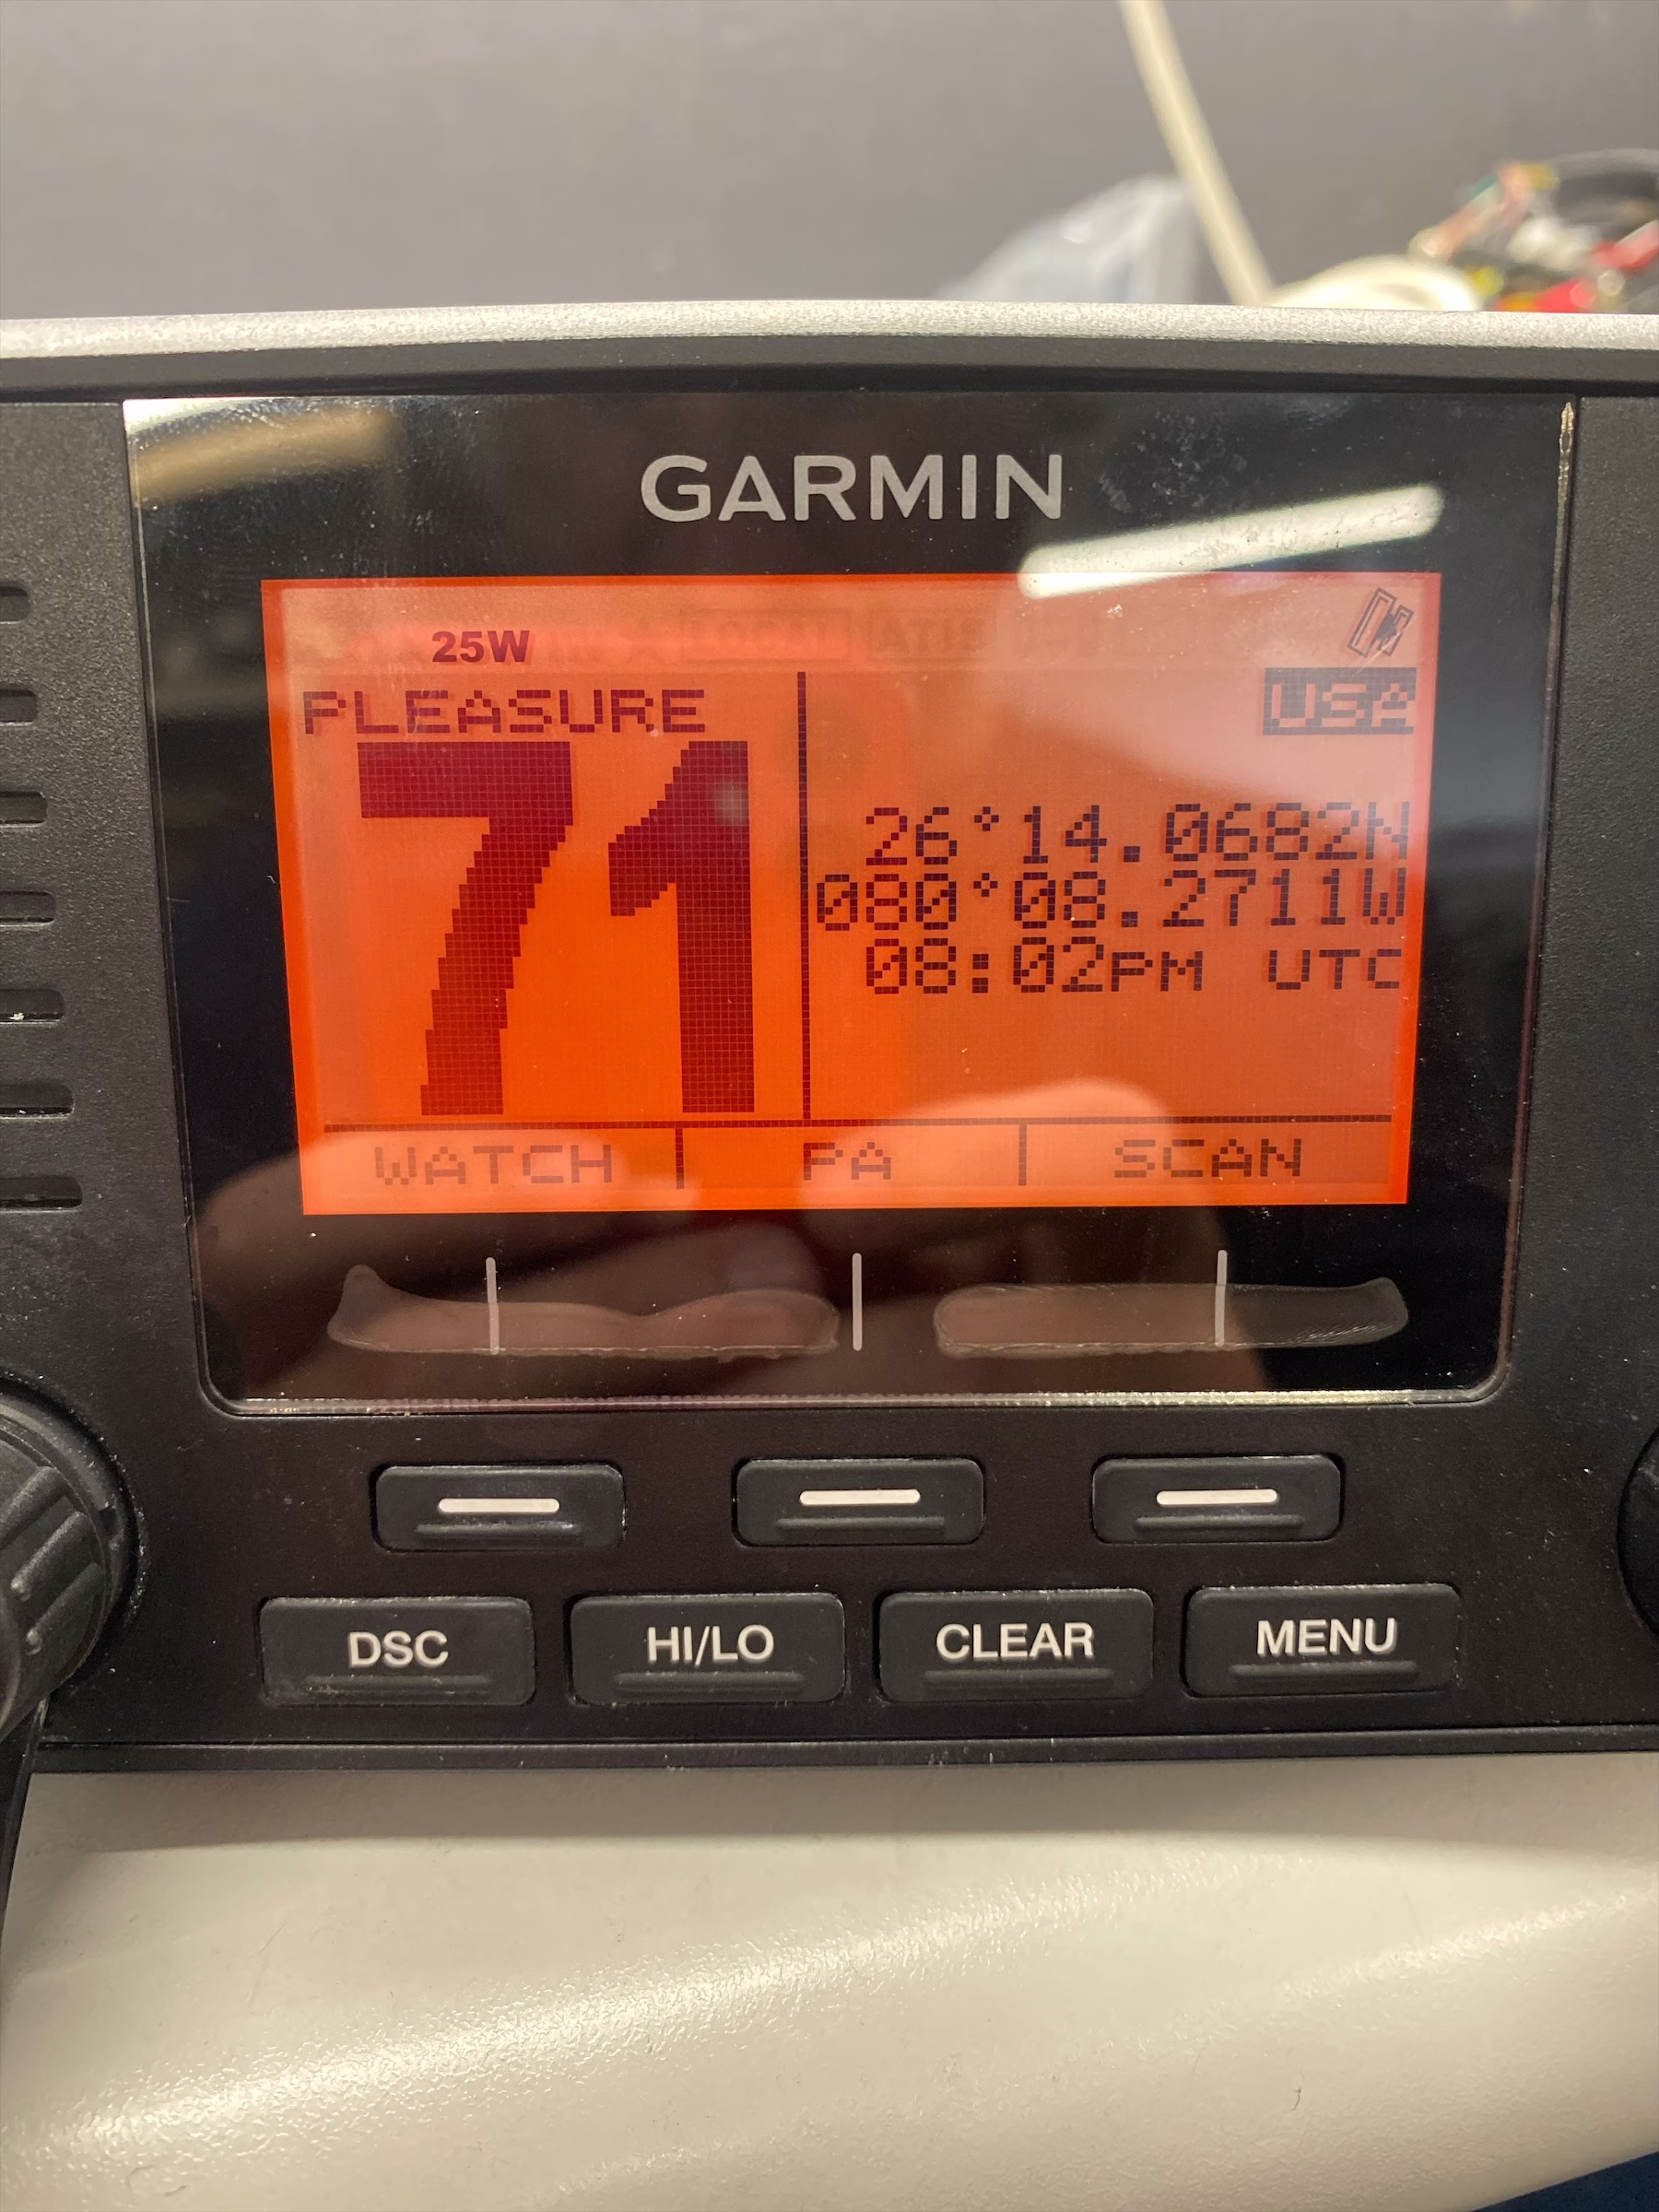 GARMIN
25W
PLEASURE
USA
71
26°14.0682N
080°08.2711W
08:02PM UTC
WATCH PA SCAN
DSC HI/LO CLEAR MENU